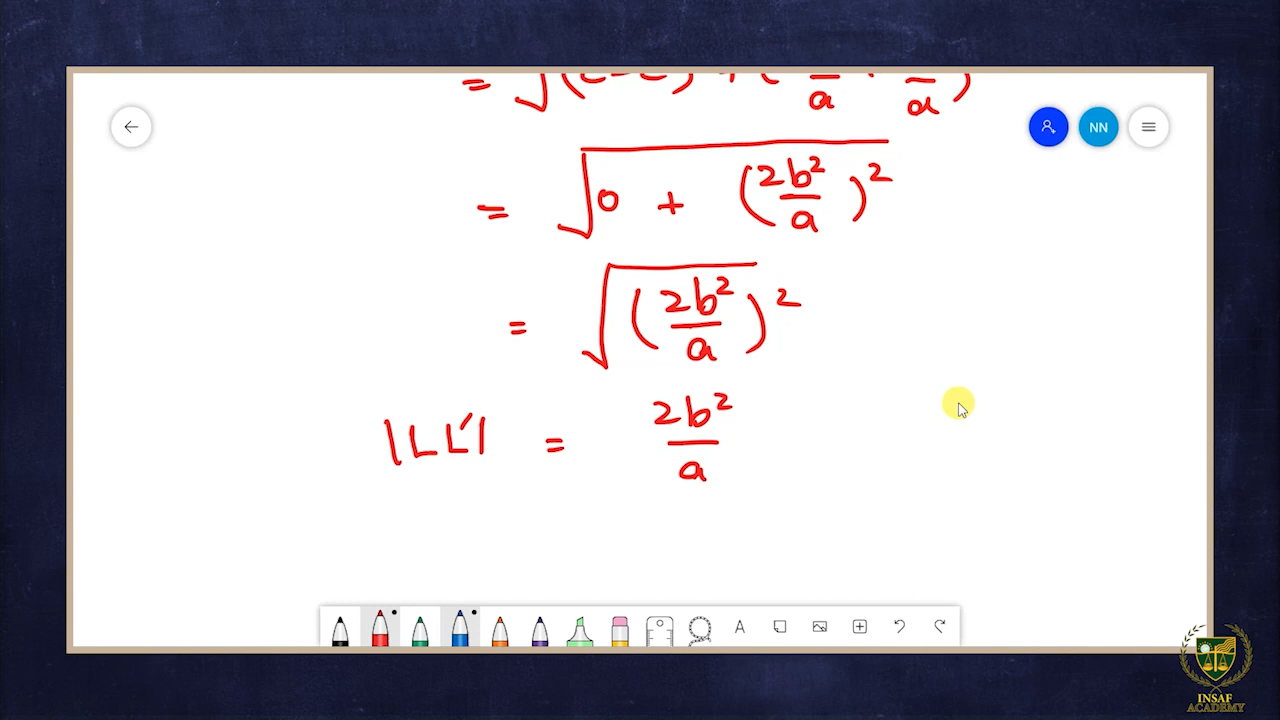 = √(c-c) + ( /a + /a)
NN
= √0 + (2b²/a)²
= √(2b²/a)²
|LL'| = 2b²/a
A
INSAF
ACADEMY